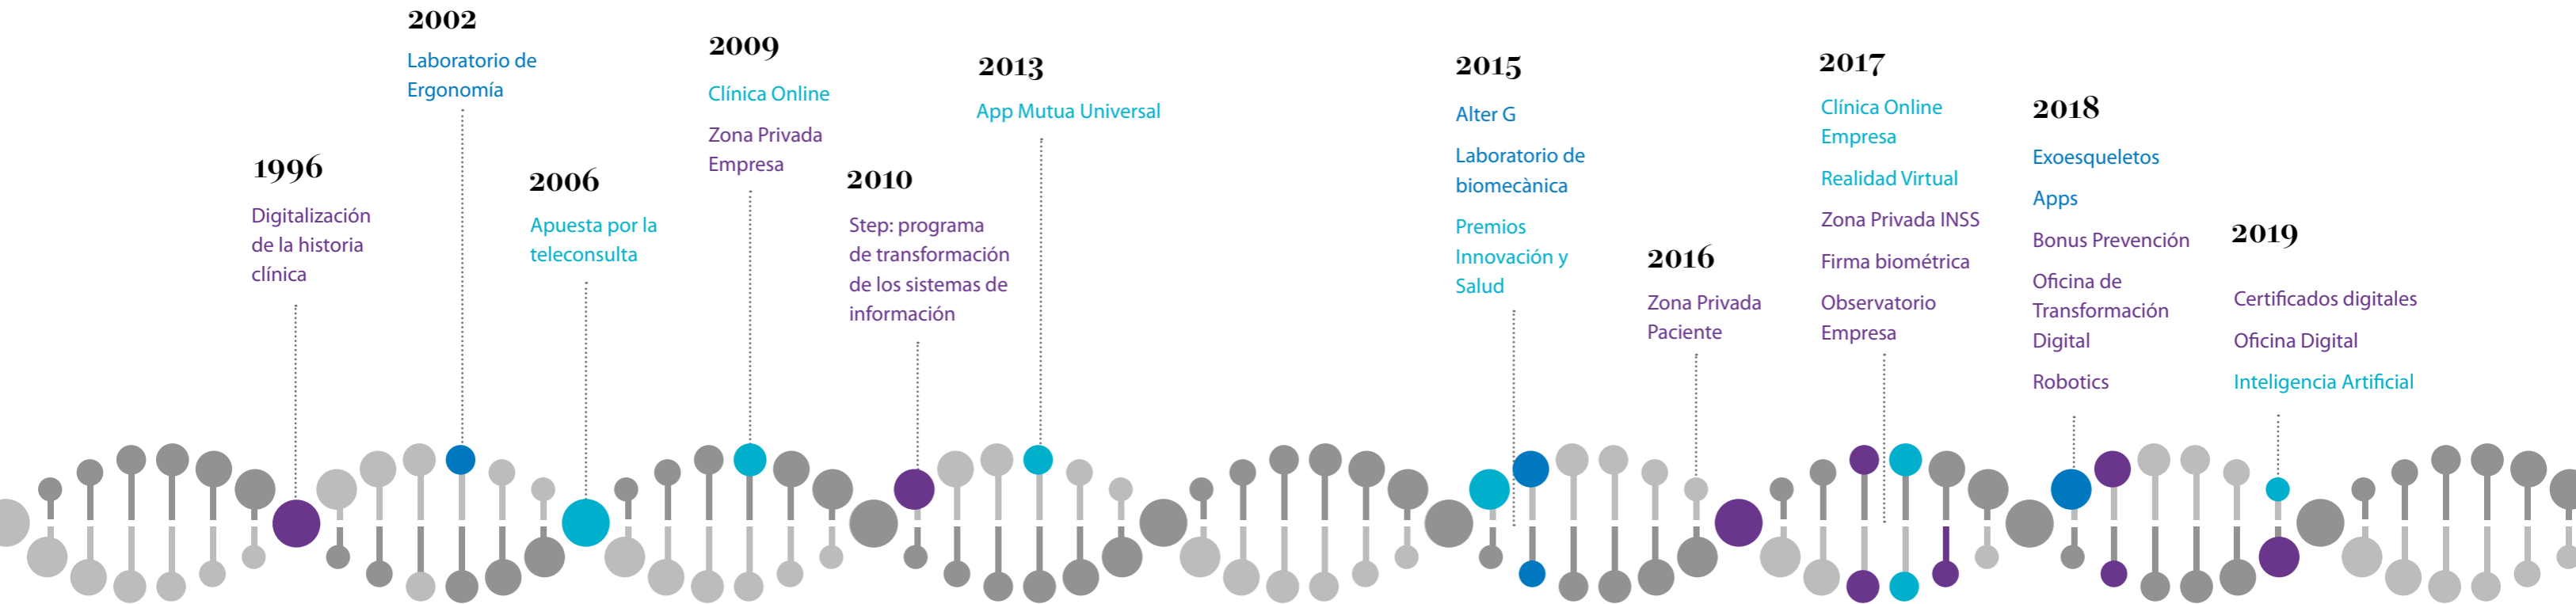 1996
Digitalización
de la historia
clínica
2002
Laboratorio de
Ergonomía
2006
Apuesta por la
teleconsulta
2009
Clínica Online
Zona Privada
Empresa
2010
Step: programa
de transformación
de los sistemas de
información
2013
App Mutua Universal
2015
Alter G
Laboratorio de
biomecànica
Premios
Innovación y
Salud
2016
Zona Privada
Paciente
2017
Clínica Online
Empresa
Realidad Virtual
Zona Privada INSS
Firma biométrica
Observatorio
Empresa
2018
Exoesqueletos
Apps
Bonus Prevención
Oficina de
Transformación
Digital
Robotics
2019
Certificados digitales
Oficina Digital
Inteligencia Artificial